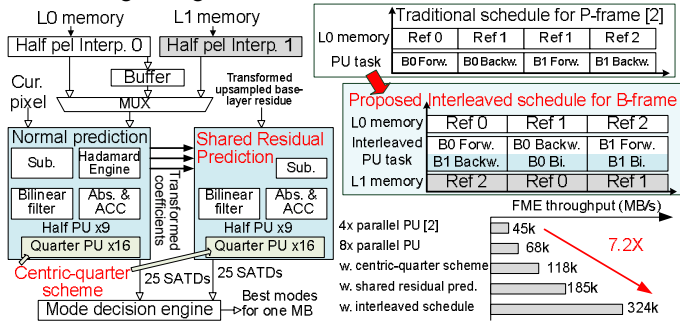 L0 memory
L1 memory
Half pel Interp. 0
Half pel Interp. 1
Buffer
Cur.
pixel
MUX
Transformed
upsampled base-
layer residue
Normal prediction
Sub.
Hadamard
Engine
Bilinear
filter
Abs. &
ACC
Half PU x9
Quarter PU x16
Transformed
coefficients
Shared Residual
Prediction
Sub.
Bilinear
filter
Abs. &
ACC
Half PU x9
Quarter PU x16
Centric-quarter
scheme
25 SATDs
25 SATDs
Mode decision engine
Best modes
for one MB
Traditional schedule for P-frame [2]
L0 memory Ref 0 Ref 1 Ref 1 Ref 2
PU task B0 Forw. B0 Backw. B1 Forw. B1 Backw.
Proposed Interleaved schedule for B-frame
L0 memory Ref 0 Ref 1 Ref 2
Interleaved
PU task
B0 Forw. B0 Backw. B1 Forw.
B1 Backw. B0 Bi. B1 Bi.
L1 memory Ref 2 Ref 0 Ref 1
FME throughput (MB/s)
4x parallel PU [2] 45k
8x parallel PU 68k
w. centric-quarter scheme 118k
w. shared residual pred. 185k
w. interleaved schedule 324k
7.2X